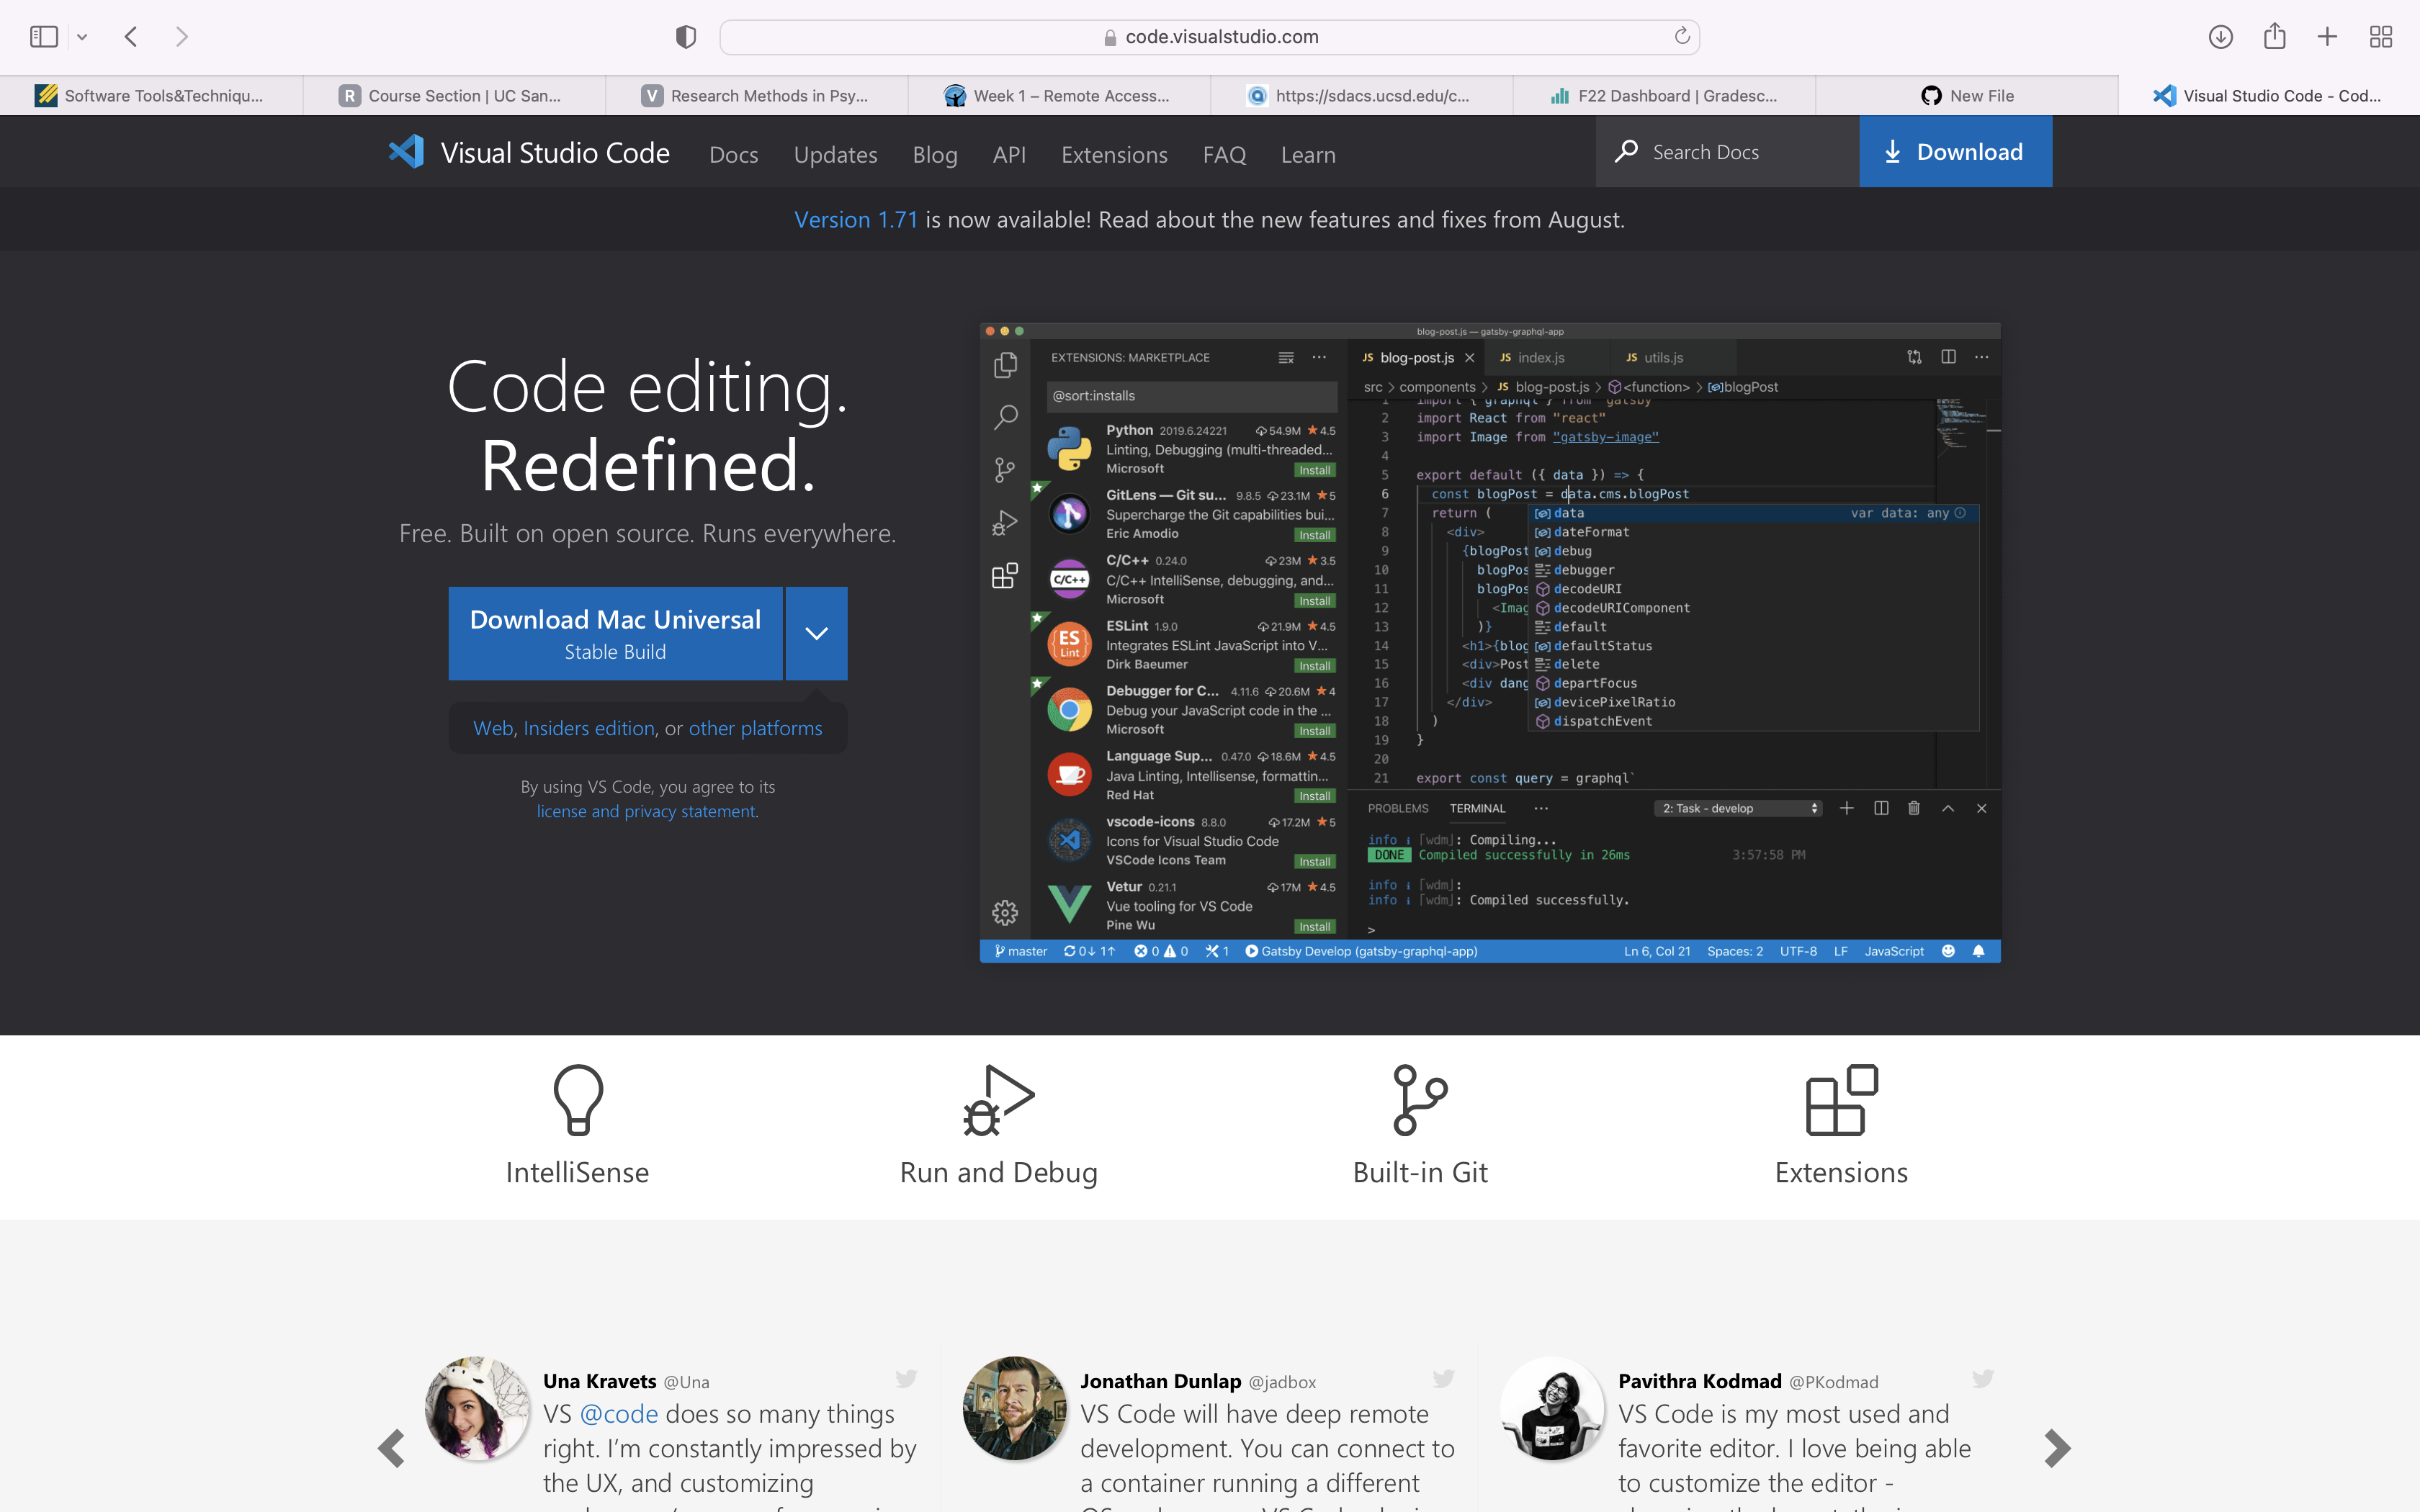 code.visualstudio.com
Software Tools&Techniqu...
R Course Section | UC San...
V Research Methods in Psy...
Week 1 – Remote Access...
https://sdacs.ucsd.edu/c...
F22 Dashboard | Gradesc...
New File
Visual Studio Code - Cod...
Visual Studio Code
Docs
Updates
Blog
API
Extensions
FAQ
Learn
Search Docs
Download
Version 1.71 is now available! Read about the new features and fixes from August.
Code editing.
Redefined.
Free. Built on open source. Runs everywhere.
Download Mac Universal
Stable Build
Web, Insiders edition, or other platforms
By using VS Code, you agree to its
license and privacy statement.
blog-post.js — gatsby-graphql-app
EXTENSIONS: MARKETPLACE
@sort:installs
Python 2019.6.24221 54.9M 4.5
Linting, Debugging (multi-threaded...
Microsoft Install
GitLens — Git su... 9.8.5 23.1M 5
Supercharge the Git capabilities bui...
Eric Amodio Install
C/C++
C/C++ 0.24.0 23M 3.5
C/C++ IntelliSense, debugging, and...
Microsoft Install
ES
Lint
ESLint 1.9.0 21.9M 4.5
Integrates ESLint JavaScript into V...
Dirk Baeumer Install
Debugger for C... 4.11.6 20.6M 4
Debug your JavaScript code in the ...
Microsoft Install
Language Sup... 0.47.0 18.6M 4.5
Java Linting, Intellisense, formattin...
Red Hat Install
vscode-icons 8.8.0 17.2M 5
Icons for Visual Studio Code
VSCode Icons Team Install
Vetur 0.21.1 17M 4.5
Vue tooling for VS Code
Pine Wu Install
JS blog-post.js
JS index.js
JS utils.js
src > components > JS blog-post.js > <function> > blogPost
1 import { graphql } from "gatsby"
2 import React from "react"
3 import Image from "gatsby-image"
4
5 export default ({ data }) => {
6 const blogPost = data.cms.blogPost
7 return (
8 <div>
9 {blogPost
10 blogPos
11 blogPos
12 <Imag
13 )}
14 <h1>{blog
15 <div>Post
16 <div dang
17 </div>
18 )
19 }
20
21 export const query = graphql`
data var data: any
dateFormat
debug
debugger
decodeURI
decodeURIComponent
default
defaultStatus
delete
departFocus
devicePixelRatio
dispatchEvent
PROBLEMS TERMINAL ... 2: Task - develop
info i [wdm]: Compiling...
DONE Compiled successfully in 26ms 3:57:58 PM
info i [wdm]:
info i [wdm]: Compiled successfully.
>
master 0↓ 1↑ 0 0 1 Gatsby Develop (gatsby-graphql-app) Ln 6, Col 21 Spaces: 2 UTF-8 LF JavaScript
IntelliSense
Run and Debug
Built-in Git
Extensions
Una Kravets @Una
VS @code does so many things
right. I'm constantly impressed by
the UX, and customizing
Jonathan Dunlap @jadbox
VS Code will have deep remote
development. You can connect to
a container running a different
Pavithra Kodmad @PKodmad
VS Code is my most used and
favorite editor. I love being able
to customize the editor -